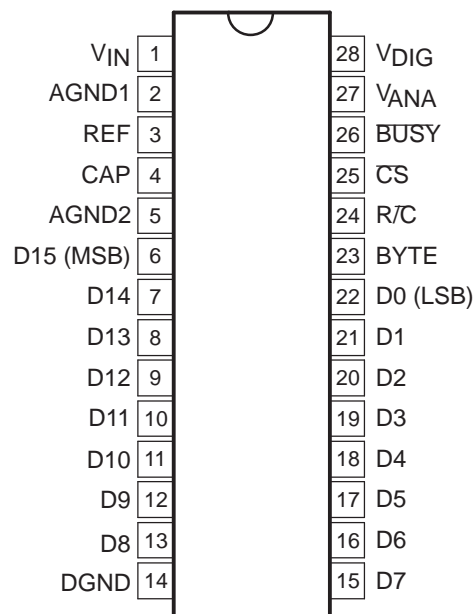 VIN 1 28 VDIG
AGND1 2 27 VANA
REF 3 26 B̅U̅S̅Y̅
CAP 4 25 C̅S̅
AGND2 5 24 R/C̅
D15 (MSB) 6 23 BYTE
D14 7 22 D0 (LSB)
D13 8 21 D1
D12 9 20 D2
D11 10 19 D3
D10 11 18 D4
D9 12 17 D5
D8 13 16 D6
DGND 14 15 D7